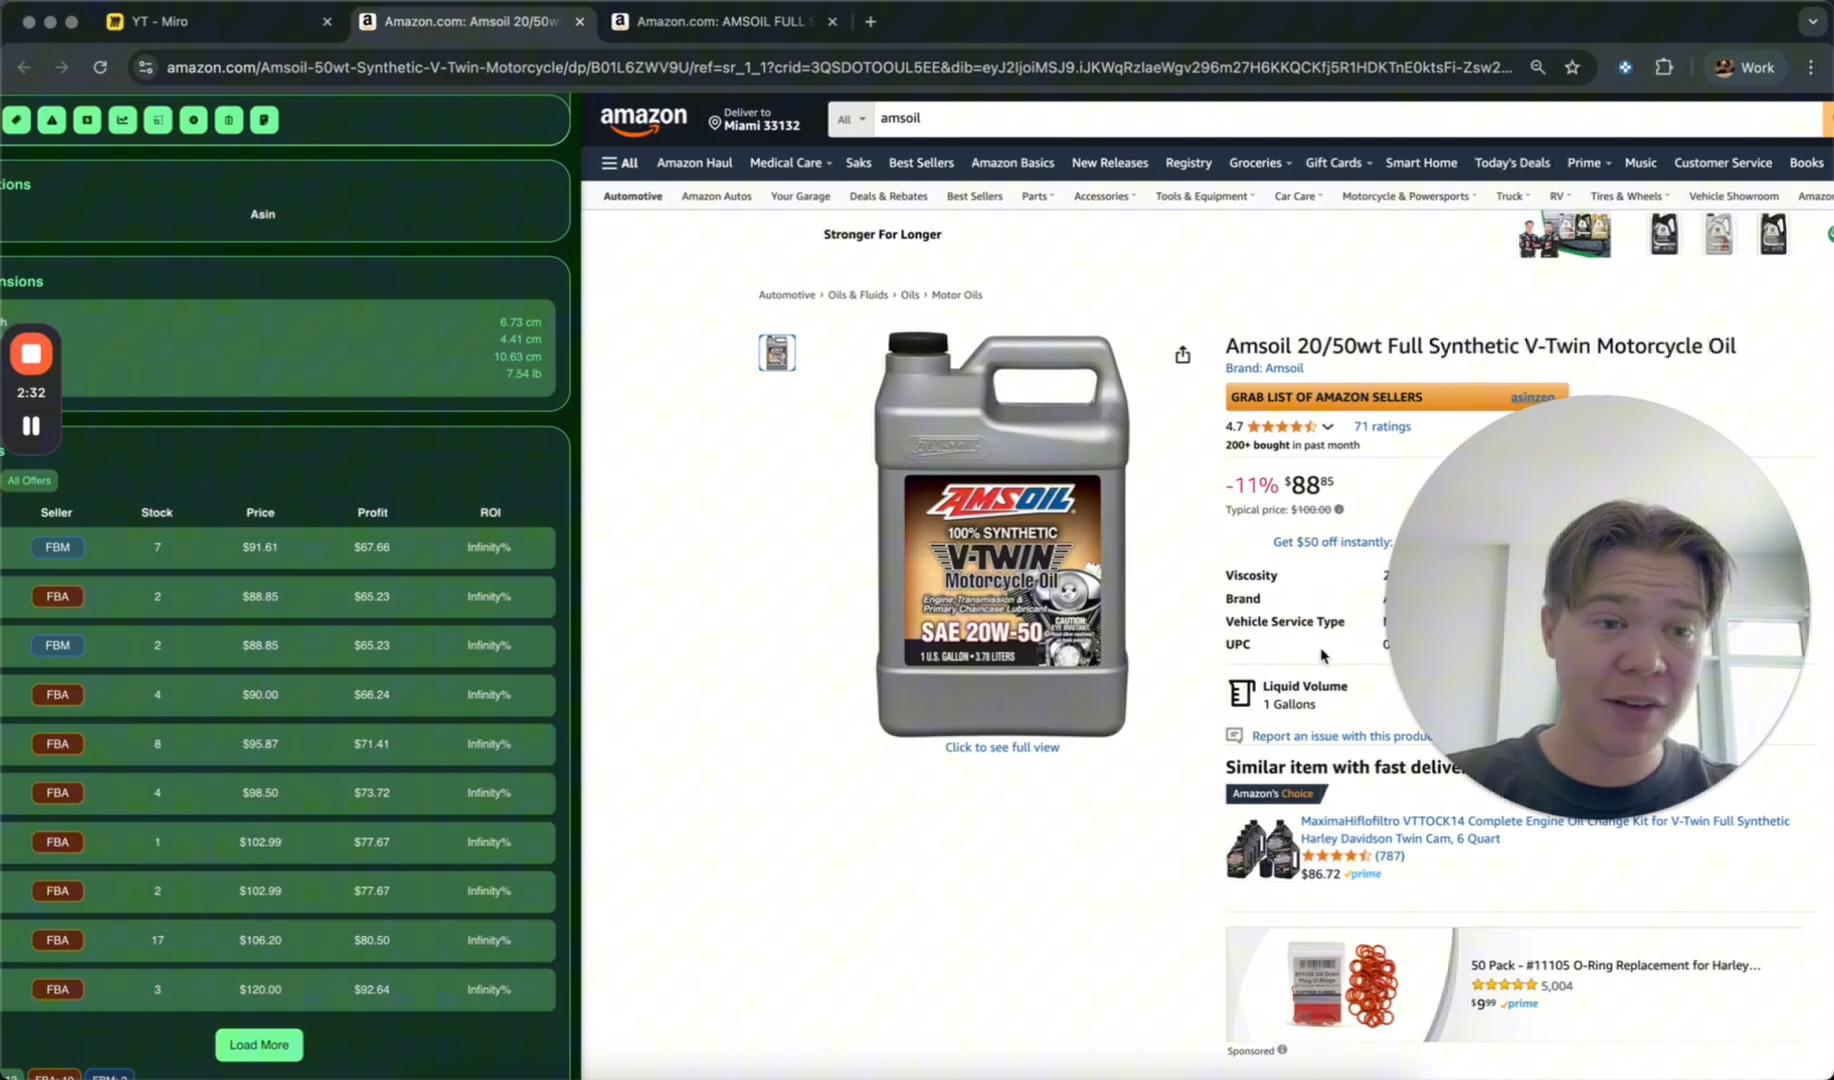 YT - Miro
Amazon.com: Amsoil 20/50w
Amazon.com: AMSOIL FULL S
amazon.com/Amsoil-50wt-Synthetic-V-Twin-Motorcycle/dp/B01L6ZWV9U/ref=sr_1_1?crid=3QSDOTOOUL5EE&dib=eyJ2IjoiMSJ9.iJKWqRzIaeWgv296m27H6KKQCKfj5R1HDKTnE0ktsFi-Zsw2...
Work
tions
Asin
nsions
h
6.73 cm
4.41 cm
10.63 cm
7.54 lb
2:32
s
All Offers
Seller Stock Price Profit ROI
FBM 7 $91.61 $67.66 Infinity%
FBA 2 $88.85 $65.23 Infinity%
FBM 2 $88.85 $65.23 Infinity%
FBA 4 $90.00 $66.24 Infinity%
FBA 8 $95.87 $71.41 Infinity%
FBA 4 $98.50 $73.72 Infinity%
FBA 1 $102.99 $77.67 Infinity%
FBA 2 $102.99 $77.67 Infinity%
FBA 17 $106.20 $80.50 Infinity%
FBA 3 $120.00 $92.64 Infinity%
Load More
amazon
Deliver to
Miami 33132
All
amsoil
All Amazon Haul Medical Care Saks Best Sellers Amazon Basics New Releases Registry Groceries Gift Cards Smart Home Today's Deals Prime Music Customer Service Books
Automotive Amazon Autos Your Garage Deals & Rebates Best Sellers Parts Accessories Tools & Equipment Car Care Motorcycle & Powersports Truck RV Tires & Wheels Vehicle Showroom Amazon
Stronger For Longer
Automotive › Oils & Fluids › Oils › Motor Oils
AMSOIL
AMSOIL
100% SYNTHETIC
V-TWIN
Motorcycle Oil
Engine, Transmission &
Primary Chaincase Lubricant
CAUTION:
SAE 20W-50
1 U.S. GALLON • 3.78 LITERS
Click to see full view
Amsoil 20/50wt Full Synthetic V-Twin Motorcycle Oil
Brand: Amsoil
GRAB LIST OF AMAZON SELLERS asinzen
4.7 71 ratings
200+ bought in past month
-11% $88 85
Typical price: $100.00
Get $50 off instantly:
Viscosity 2
Brand
Vehicle Service Type
UPC 0
Liquid Volume
1 Gallons
Report an issue with this produ
Similar item with fast delive
Amazon's Choice
MaximaHiflofiltro VTTOCK14 Complete Engine Oil Change Kit for V-Twin Full Synthetic
Harley Davidson Twin Cam, 6 Quart
(787)
$86.72 prime
50 Pack - #11105 O-Ring Replacement for Harley...
5,004
$9 99 prime
Sponsored